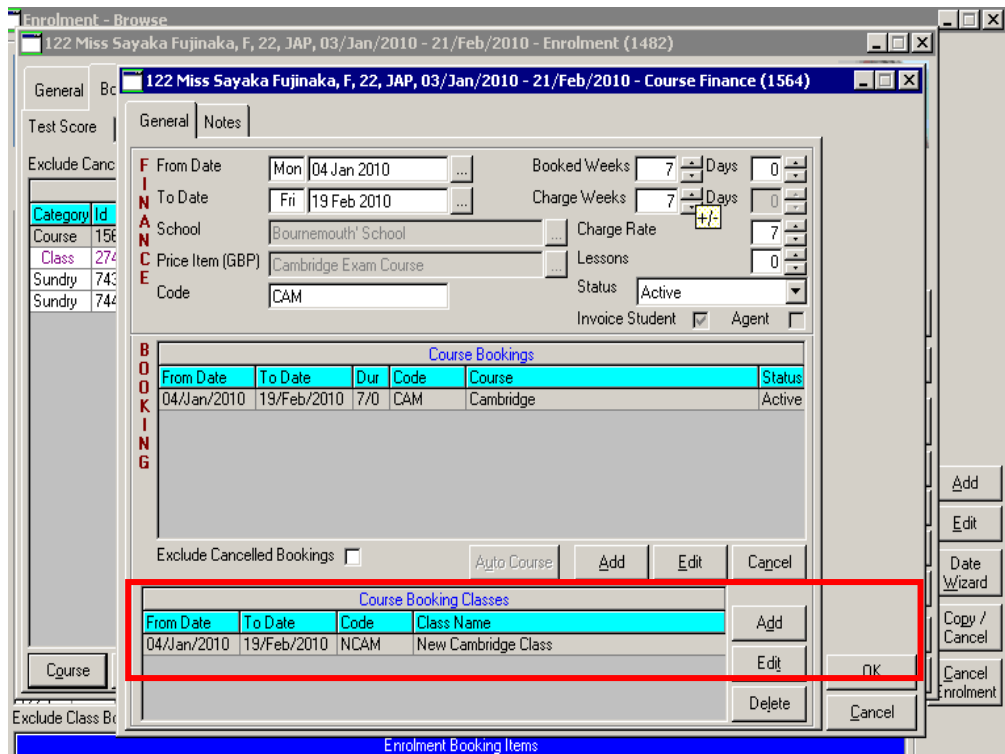 Enrolment - Browse
122 Miss Sayaka Fujinaka, F, 22, JAP, 03/Jan/2010 - 21/Feb/2010 - Enrolment (1482)
122 Miss Sayaka Fujinaka, F, 22, JAP, 03/Jan/2010 - 21/Feb/2010 - Course Finance (1564)
General
Test Score
Exclude
Category Id
Course
Class
Sundry
Sundry
Course
Exclude Class
General Notes
FINANCE
From Date Mon 04 Jan 2010 ... Booked Weeks 7 Days 0
To Date Fri 19 Feb 2010 ... Charge Weeks 7 Days 0
+/-
School Bournemouth' School ... Charge Rate 7
Price Item (GBP) Cambridge Exam Course ... Lessons 0
Code CAM Status Active
Invoice Student Agent
BOOKING
Course Bookings
From Date To Date Dur Code Course Status
04/Jan/2010 19/Feb/2010 7/0 CAM Cambridge Active
Exclude Cancelled Bookings Auto Course Add Edit Cancel
Course Booking Classes
From Date To Date Code Class Name
04/Jan/2010 19/Feb/2010 NCAM New Cambridge Class
Add
Edit
Delete
OK
Cancel
Add
Edit
Date Wizard
Copy / Cancel
Cancel
Enrolment Booking Items